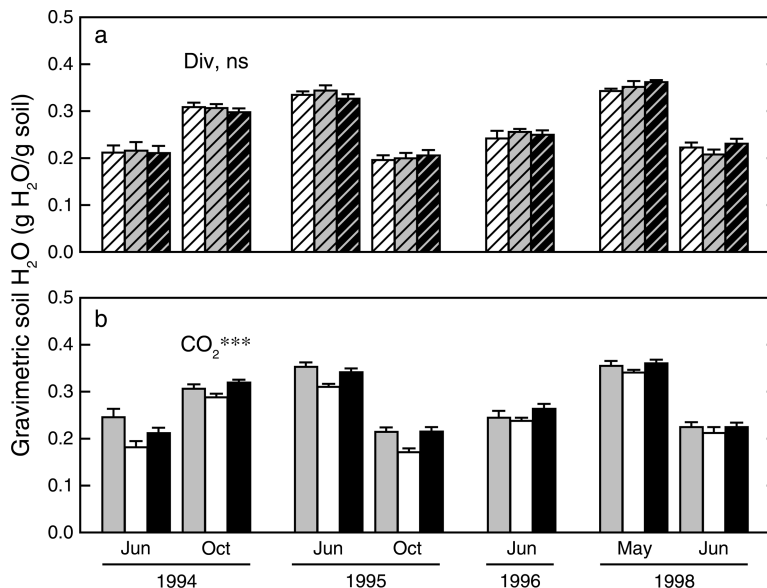 Gravimetric soil H₂O (g H₂O/g soil)
a
Div, ns
0.5
0.4
0.3
0.2
0.1
0.0
b
CO₂***
0.5
0.4
0.3
0.2
0.1
0.0
Jun Oct Jun Oct Jun May Jun
1994 1995 1996 1998